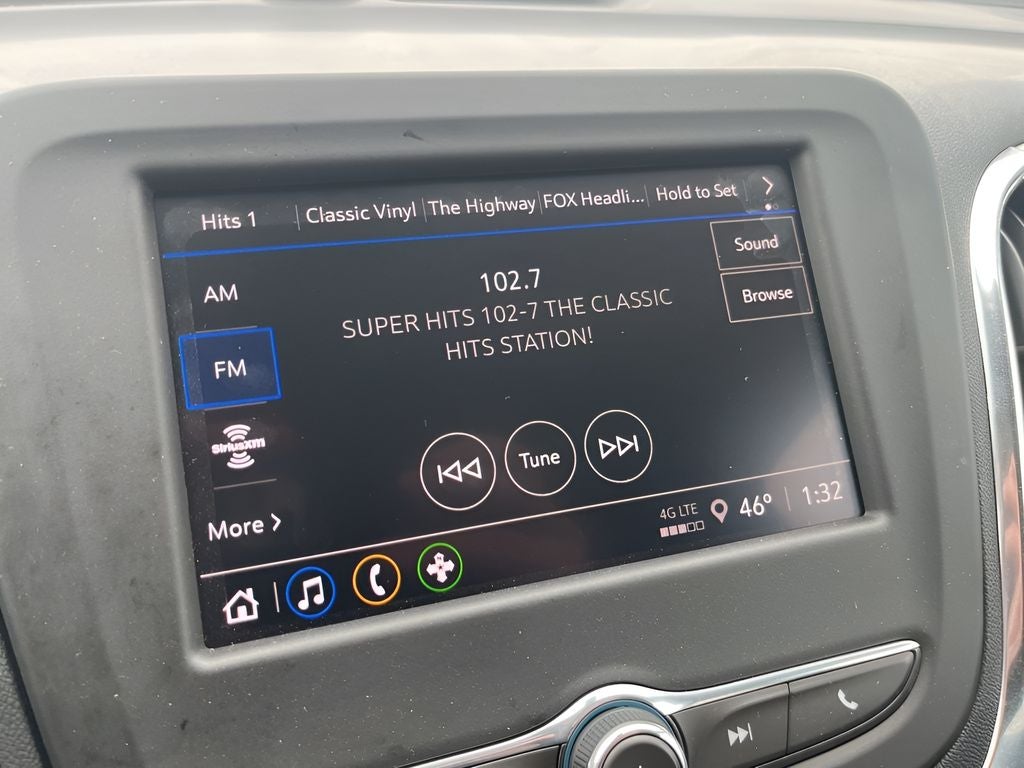 Hits 1 Classic Vinyl The Highway FOX Headli... Hold to Set >
AM
FM
SiriusXM
More >
102.7
SUPER HITS 102-7 THE CLASSIC
HITS STATION!
Sound
Browse
Tune
4G LTE
46° 1:32